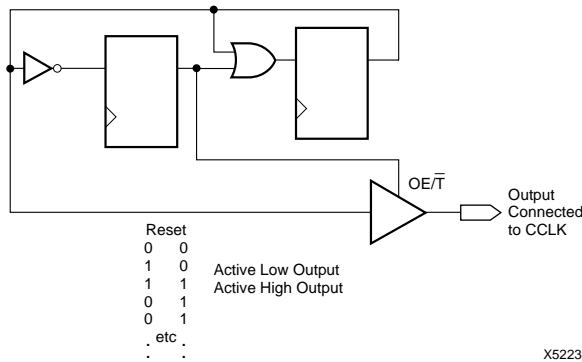 OE/T̅
Output
Connected
to CCLK
Reset
0 0
1 0 Active Low Output
1 1 Active High Output
0 1
0 1
. etc .
. .
X5223